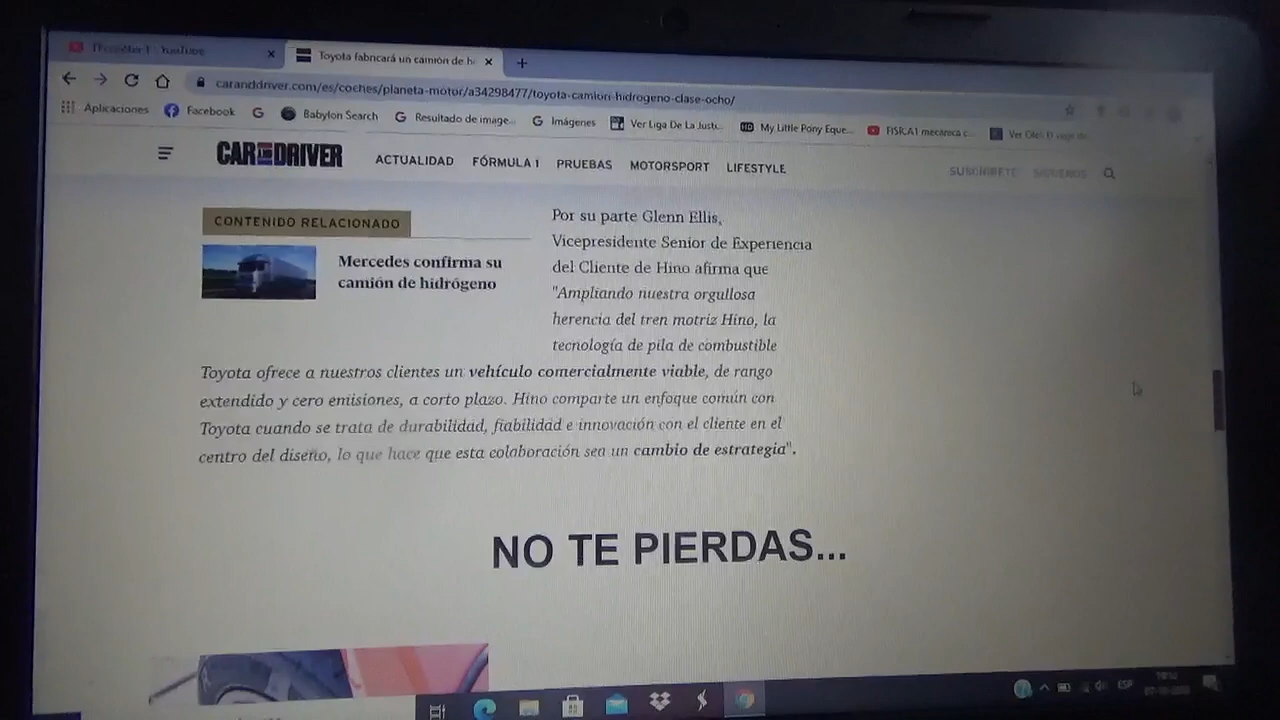 YouTube
Toyota fabricará un camión de h
caranddriver.com/es/coches/planeta-motor/a34298477/toyota-camion-hidrogeno-clase-ocho/
Aplicaciones Facebook Babylon Search Resultado de image... Imágenes Ver Liga De La Justi... My Little Pony Eque... FISICA1 mecánica c...
CAR AND DRIVER ACTUALIDAD FÓRMULA 1 PRUEBAS MOTORSPORT LIFESTYLE SUSCRÍBETE SÍGUENOS
CONTENIDO RELACIONADO
Mercedes confirma su
camión de hidrógeno
Por su parte Glenn Ellis,
Vicepresidente Senior de Experiencia
del Cliente de Hino afirma que
"Ampliando nuestra orgullosa
herencia del tren motriz Hino, la
tecnología de pila de combustible
Toyota ofrece a nuestros clientes un vehículo comercialmente viable, de rango
extendido y cero emisiones, a corto plazo. Hino comparte un enfoque común con
Toyota cuando se trata de durabilidad, fiabilidad e innovación con el cliente en el
centro del diseño, lo que hace que esta colaboración sea un cambio de estrategia".
NO TE PIERDAS...
ESP